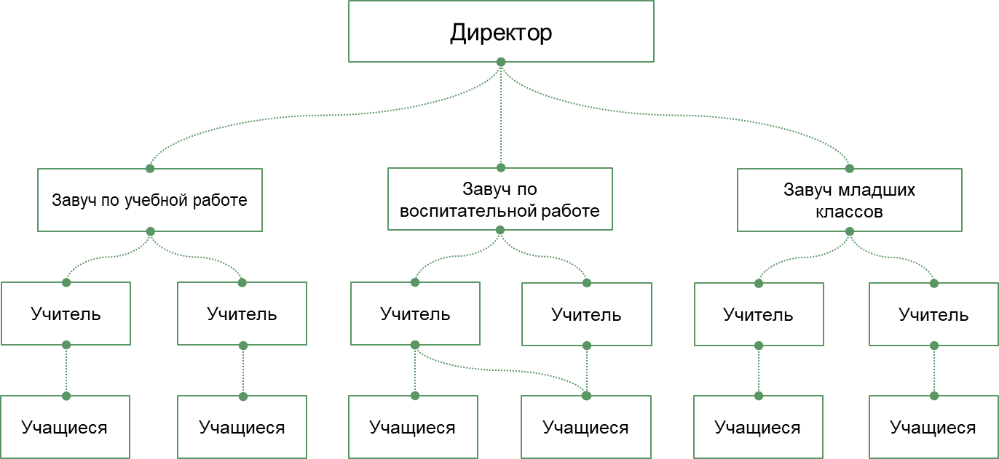 Директор
Завуч по учебной работе
Завуч по
воспитательной работе
Завуч младших
классов
Учитель
Учитель
Учитель
Учитель
Учитель
Учитель
Учащиеся
Учащиеся
Учащиеся
Учащиеся
Учащиеся
Учащиеся